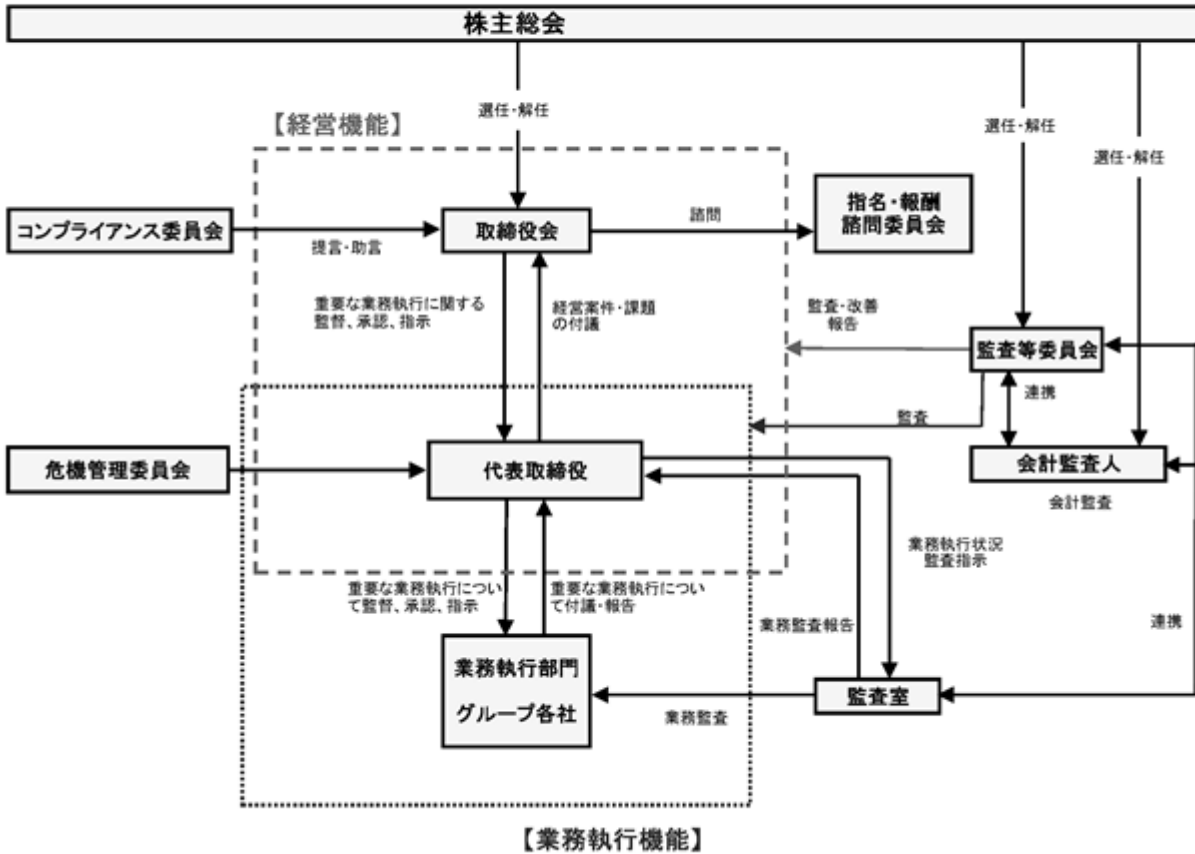 株主総会
選任・解任
選任・解任
選任・解任
【経営機能】
コンプライアンス委員会
提言・助言
取締役会
諮問
指名・報酬
諮問委員会
重要な業務執行に関する
監督、承認、指示
経営案件・課題
の付議
監査・改善
報告
監査等委員会
連携
監査
危機管理委員会
代表取締役
会計監査人
会計監査
業務執行状況
監査指示
重要な業務執行につい
て監督、承認、指示
重要な業務執行につい
て付議・報告
業務監査報告
連携
業務執行部門
グループ各社
業務監査
監査室
【業務執行機能】